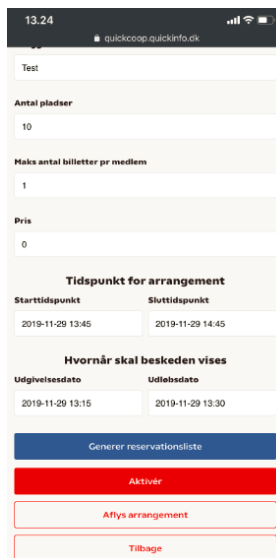 13.24
quickcoop.quickinfo.dk
Test
Antal pladser
10
Maks antal billetter pr medlem
1
Pris
0
Tidspunkt for arrangement
Starttidspunkt Sluttidspunkt
2019-11-29 13:45 2019-11-29 14:45
Hvornår skal beskeden vises
Udgivelsesdato Udløbsdato
2019-11-29 13:15 2019-11-29 13:30
Generer reservationsliste
Aktivér
Aflys arrangement
Tilbage